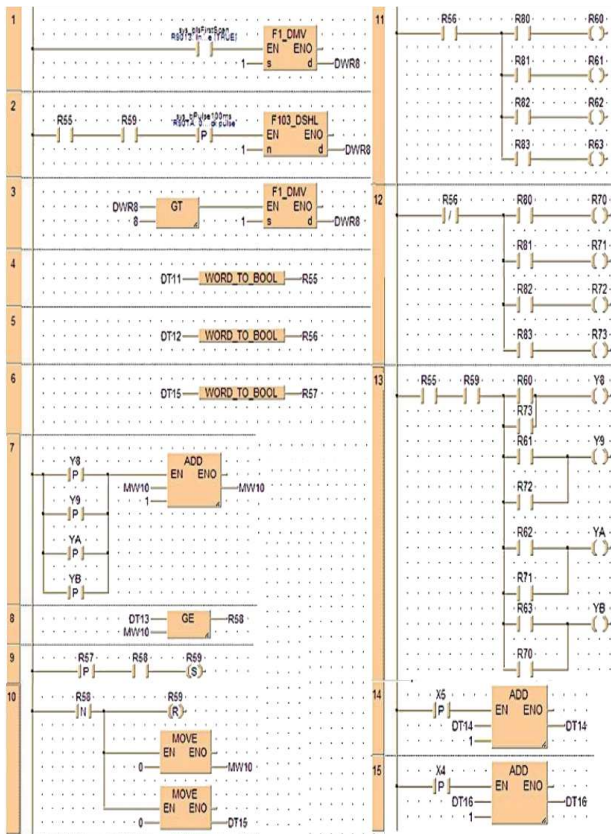 1
F1_DMV
EN ENO
1 s d DWR8
2
R55 R59
P
F103_DSHL
EN ENO
1 n d DWR8
3
DWR8 GT
8
F1_DMV
EN ENO
1 s d DWR8
4
DT11 WORD_TO_BOOL R55
5
DT12 WORD_TO_BOOL R56
6
DT15 WORD_TO_BOOL R57
7
Y8
P
Y9
P
YA
P
YB
P
ADD
EN ENO
MW10 MW10
1
8
DT13 GE R58
MW10
9
R57 R58 R59
P S
10
R58 R59
N R
MOVE
EN ENO
0 MW10
MOVE
EN ENO
0 DT15
11
R56 R80 R60
R81 R61
R82 R62
R83 R63
12
R56 R80 R70
R81 R71
R82 R72
R83 R73
13
R55 R59 R60 Y8
R73
R61 Y9
R72
R62 YA
R71
R63 YB
R70
14
X5
P
ADD
EN ENO
DT14 DT14
1
15
X4
P
ADD
EN ENO
DT16 DT16
1